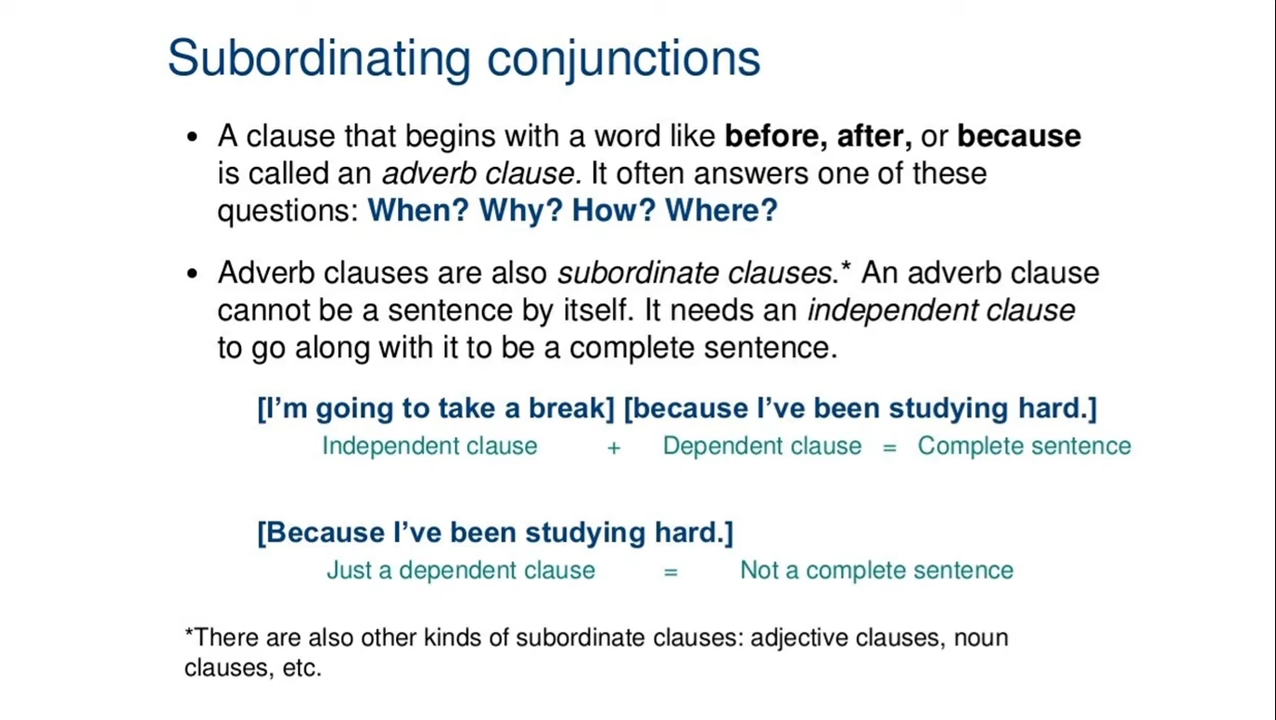 Subordinating conjunctions
• A clause that begins with a word like before, after, or because
is called an adverb clause. It often answers one of these
questions: When? Why? How? Where?
• Adverb clauses are also subordinate clauses.* An adverb clause
cannot be a sentence by itself. It needs an independent clause
to go along with it to be a complete sentence.
[I’m going to take a break] [because I’ve been studying hard.]
Independent clause + Dependent clause = Complete sentence
[Because I’ve been studying hard.]
Just a dependent clause = Not a complete sentence
*There are also other kinds of subordinate clauses: adjective clauses, noun
clauses, etc.